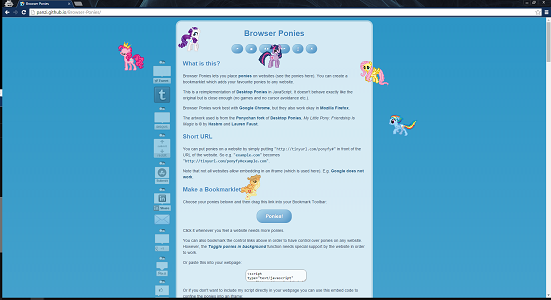 Browser Ponies
panzi.github.io/Browser-Ponies/
Browser Ponies
What is this?
Browser Ponies lets you place ponies on websites (see the ponies here). You can create a
bookmarklet which adds your favourite ponies to any website.
This is a reimplementation of Desktop Ponies in JavaScript. It doesn't behave exactly like the
original but is close enough (no games and no cursor avoidance etc.).
Browser Ponies work best with Google Chrome, but they also work okay in Mozilla Firefox.
The artwork used is from the Ponychan fork of Desktop Ponies. My Little Pony: Friendship Is
Magic is © by Hasbro and Lauren Faust.
Short URL
You can put ponies on a website by simply putting "http://tinyurl.com/ponyfy#" in front of the
URL of the website. So e.g. "example.com" becomes
"http://tinyurl.com/ponyfy#example.com".
Note that not all websites allow embedding in an iframe (which is used here). E.g. Google does not
work.
Make a Bookmarklet
Choose your ponies below and then drag this link into your Bookmark Toolbar:
Ponies!
Click it whenever you feel a website needs more ponies.
You can also bookmark the control links above in order to have control over ponies on any website.
However, the Toggle ponies in background function needs special support by the website in order
to work.
Or paste this into your webpage:
<script
type="text/javascript"
Or if you don't want to include my script directly in your webpage you can use this embed code in
confine the ponies into an iframe: